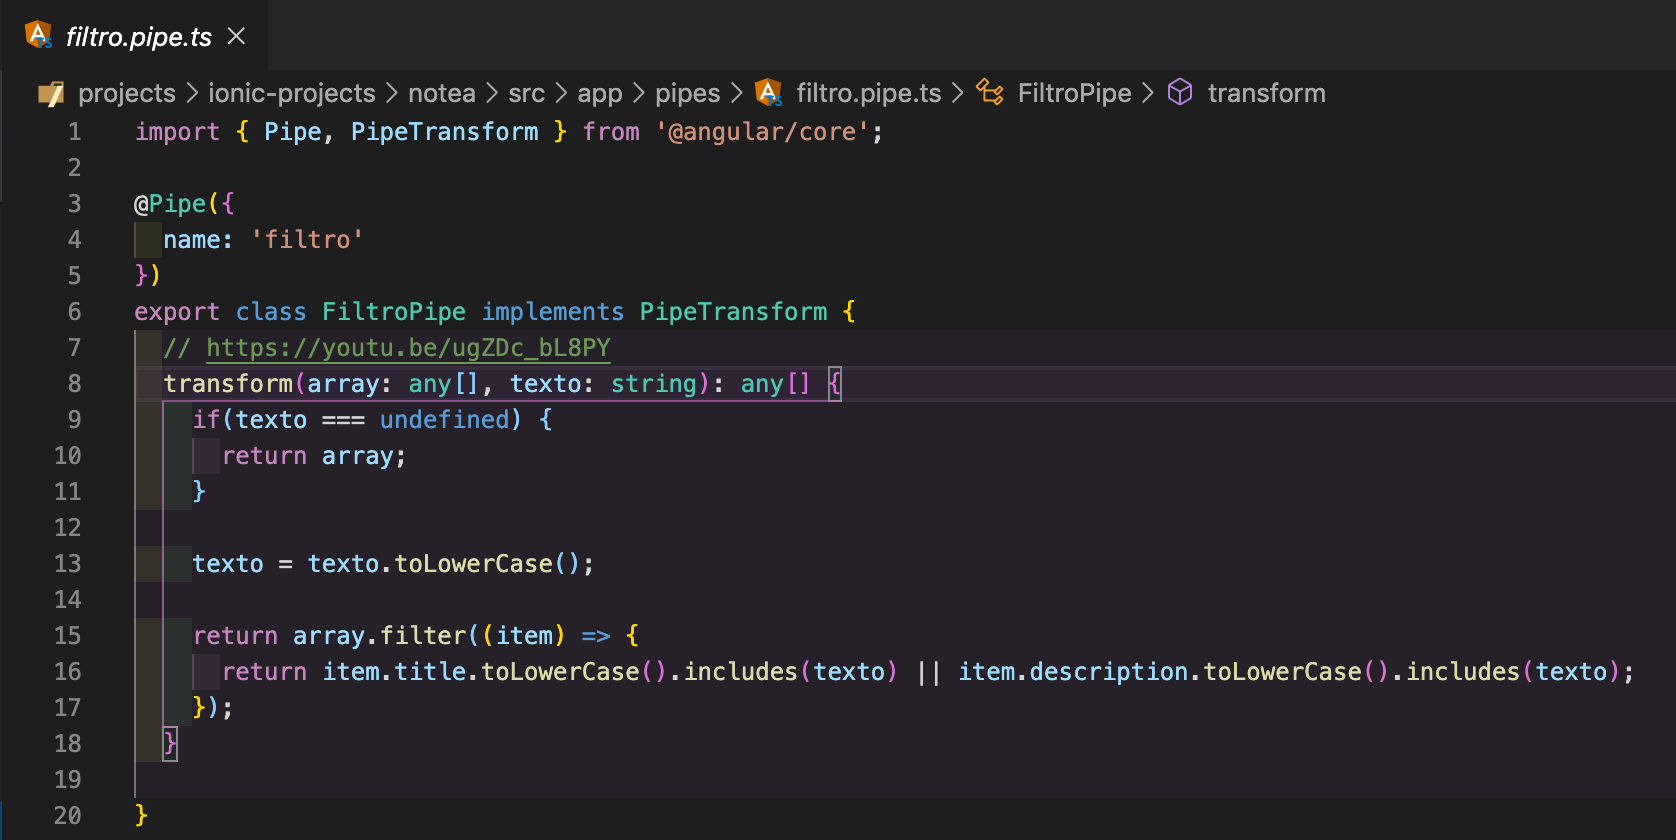 filtro.pipe.ts
projects > ionic-projects > notea > src > app > pipes > filtro.pipe.ts > FiltroPipe > transform
1 import { Pipe, PipeTransform } from '@angular/core';
2
3 @Pipe({
4   name: 'filtro'
5 })
6 export class FiltroPipe implements PipeTransform {
7   // https://youtu.be/ugZDc_bL8PY
8   transform(array: any[], texto: string): any[] {
9     if(texto === undefined) {
10       return array;
11     }
12
13     texto = texto.toLowerCase();
14
15     return array.filter((item) => {
16       return item.title.toLowerCase().includes(texto) || item.description.toLowerCase().includes(texto);
17     });
18   }
19
20 }